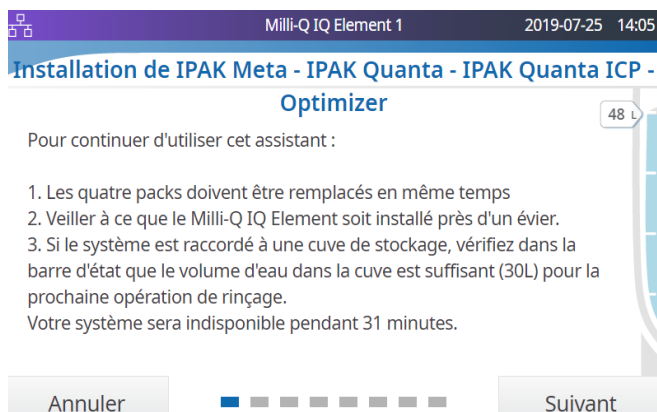 Milli-Q IQ Element 1 2019-07-25 14:05
Installation de IPAK Meta - IPAK Quanta - IPAK Quanta ICP -
Optimizer
48 L
Pour continuer d'utiliser cet assistant :
1. Les quatre packs doivent être remplacés en même temps
2. Veiller à ce que le Milli-Q IQ Element soit installé près d'un évier.
3. Si le système est raccordé à une cuve de stockage, vérifiez dans la
barre d'état que le volume d'eau dans la cuve est suffisant (30L) pour la
prochaine opération de rinçage.
Votre système sera indisponible pendant 31 minutes.
Annuler Suivant